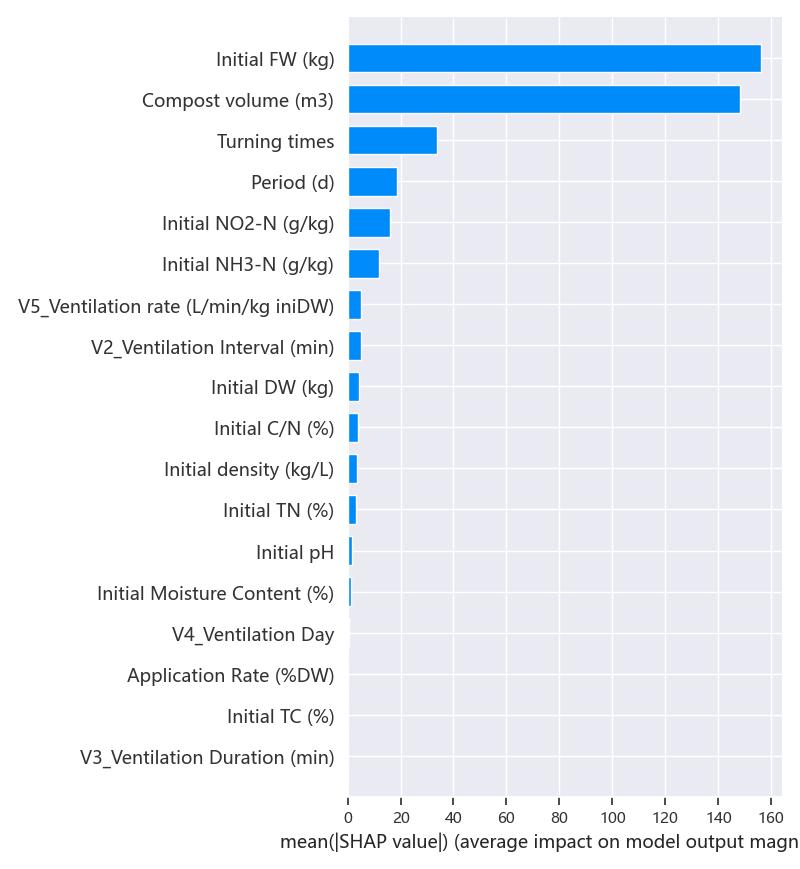 Initial FW (kg)
Compost volume (m3)
Turning times
Period (d)
Initial NO2-N (g/kg)
Initial NH3-N (g/kg)
V5_Ventilation rate (L/min/kg iniDW)
V2_Ventilation Interval (min)
Initial DW (kg)
Initial C/N (%)
Initial density (kg/L)
Initial TN (%)
Initial pH
Initial Moisture Content (%)
V4_Ventilation Day
Application Rate (%DW)
Initial TC (%)
V3_Ventilation Duration (min)
0 20 40 60 80 100 120 140 160
mean(|SHAP value|) (average impact on model output magn